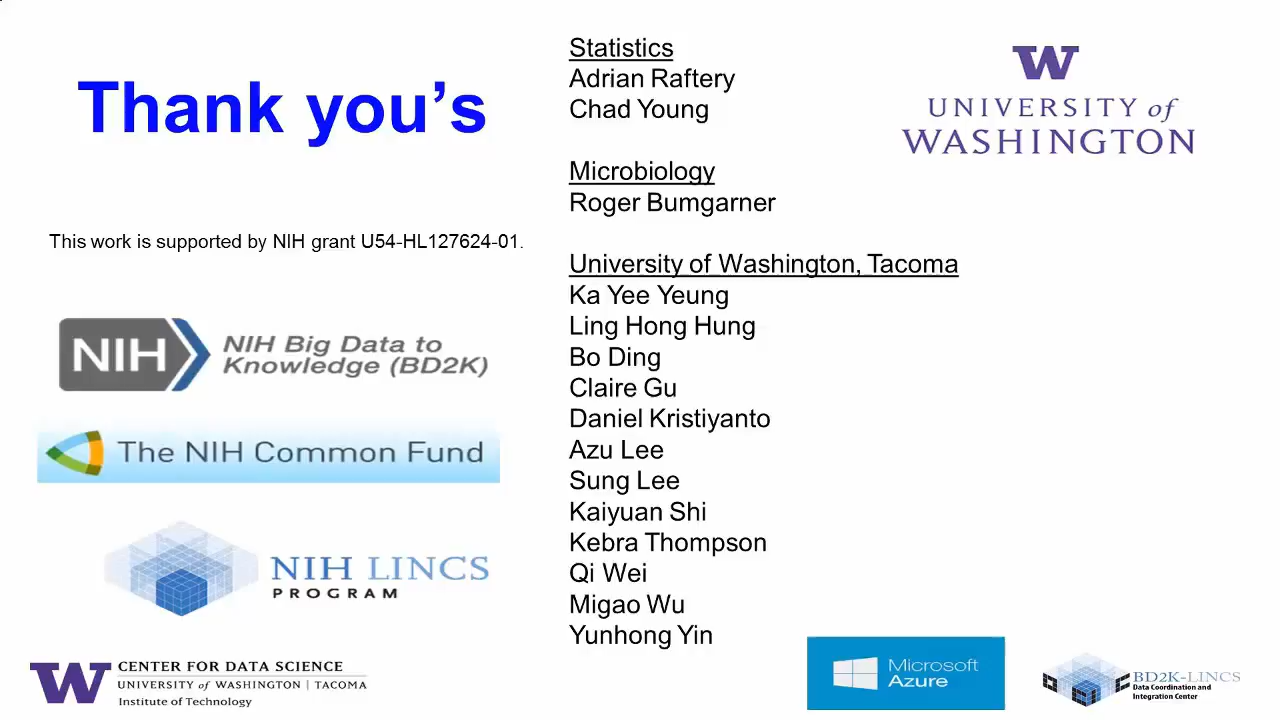 Thank you’s
This work is supported by NIH grant U54-HL127624-01.
NIH
NIH Big Data to
Knowledge (BD2K)
The NIH Common Fund
NIH LINCS
PROGRAM
W
CENTER FOR DATA SCIENCE
UNIVERSITY of WASHINGTON | TACOMA
Institute of Technology
Statistics
Adrian Raftery
Chad Young
Microbiology
Roger Bumgarner
University of Washington, Tacoma
Ka Yee Yeung
Ling Hong Hung
Bo Ding
Claire Gu
Daniel Kristiyanto
Azu Lee
Sung Lee
Kaiyuan Shi
Kebra Thompson
Qi Wei
Migao Wu
Yunhong Yin
W
UNIVERSITY of
WASHINGTON
Microsoft
Azure
BD2K-LINCS
Data Coordination and
Integration Center